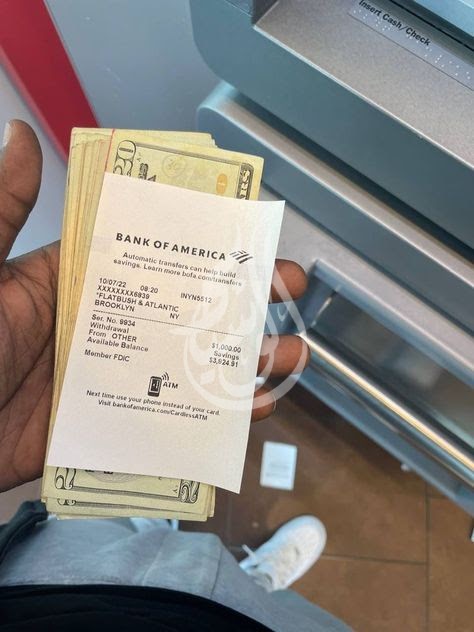 Insert Cash/Check
20
BANK OF AMERICA
Automatic transfers can help build
savings. Learn more bofa.com/transfers
10/07/22 08:20 INYN5512
XXXXXXXX6839
*FLATBUSH & ATLANTIC
BROOKLYN NY
Ser. No. 9934
Withdrawal $1,000.00
From OTHER Savings
Available Balance $3,824.91
Member FDIC
ATM
Next time use your phone instead of your card.
Visit bankofamerica.com/CardlessATM